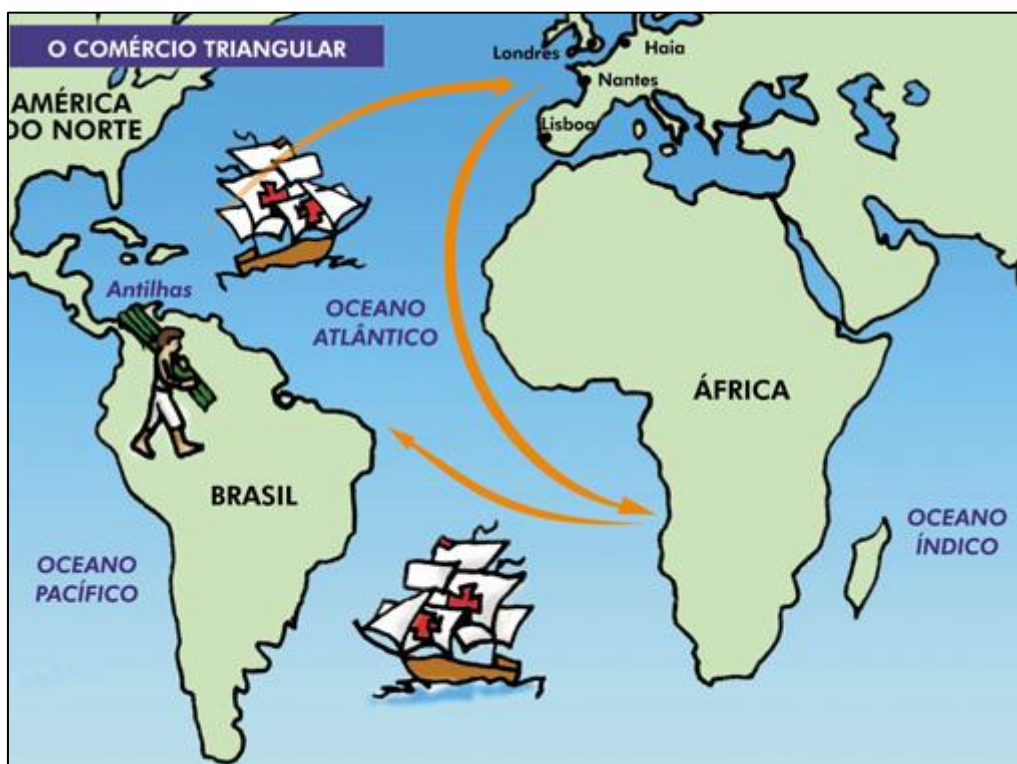 O COMÉRCIO TRIANGULAR
Londres
Haia
Nantes
Lisboa
AMÉRICA
DO NORTE
Antilhas
OCEANO
ATLÂNTICO
ÁFRICA
BRASIL
OCEANO
ÍNDICO
OCEANO
PACÍFICO